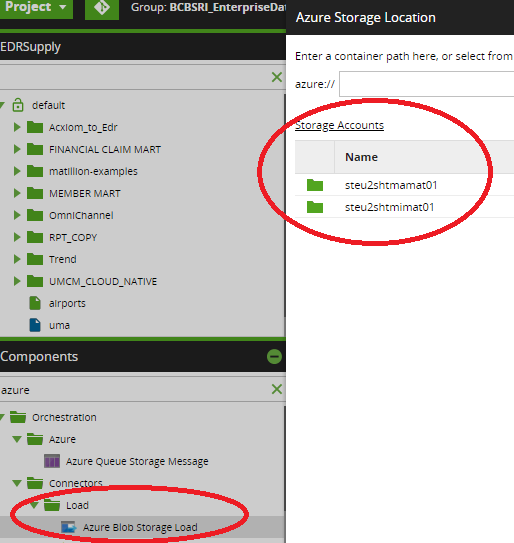 Project
Group: BCBSRI_EnterpriseDa
EDRSupply
default
Acxiom_to_Edr
FINANCIAL CLAIM MART
matillion-examples
MEMBER MART
OmniChannel
RPT_COPY
Trend
UMCM_CLOUD_NATIVE
airports
uma
Components
azure
Orchestration
Azure
Azure Queue Storage Message
Connectors
Load
Azure Blob Storage Load
Azure Storage Location
Enter a container path here, or select from
azure://
Storage Accounts
Name
steu2shtmamat01
steu2shtmimat01